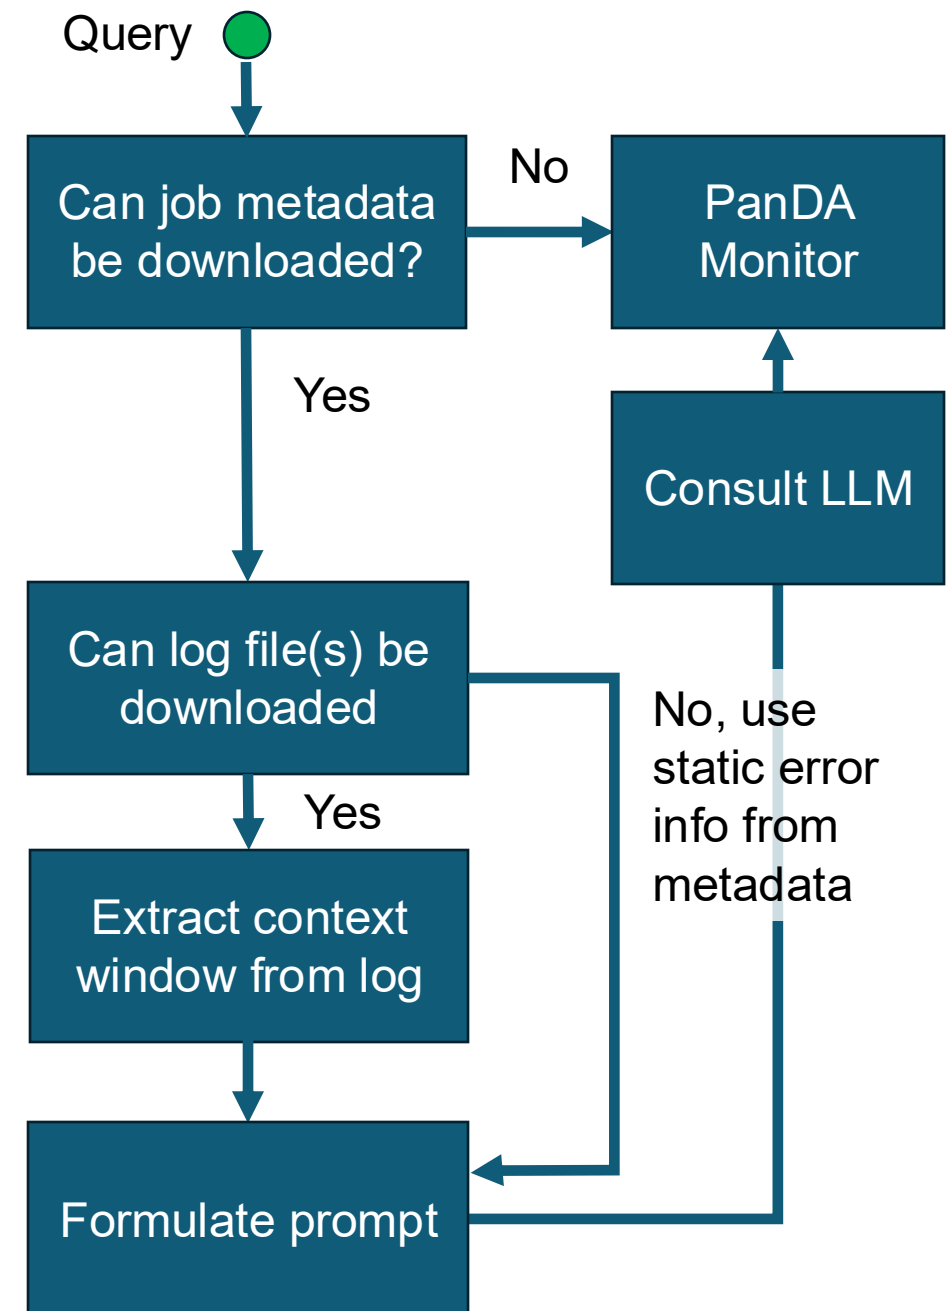 Query
Can job metadata
be downloaded?
No
PanDA
Monitor
Yes
Consult LLM
Can log file(s) be
downloaded
No, use
static error
info from
metadata
Yes
Extract context
window from log
Formulate prompt